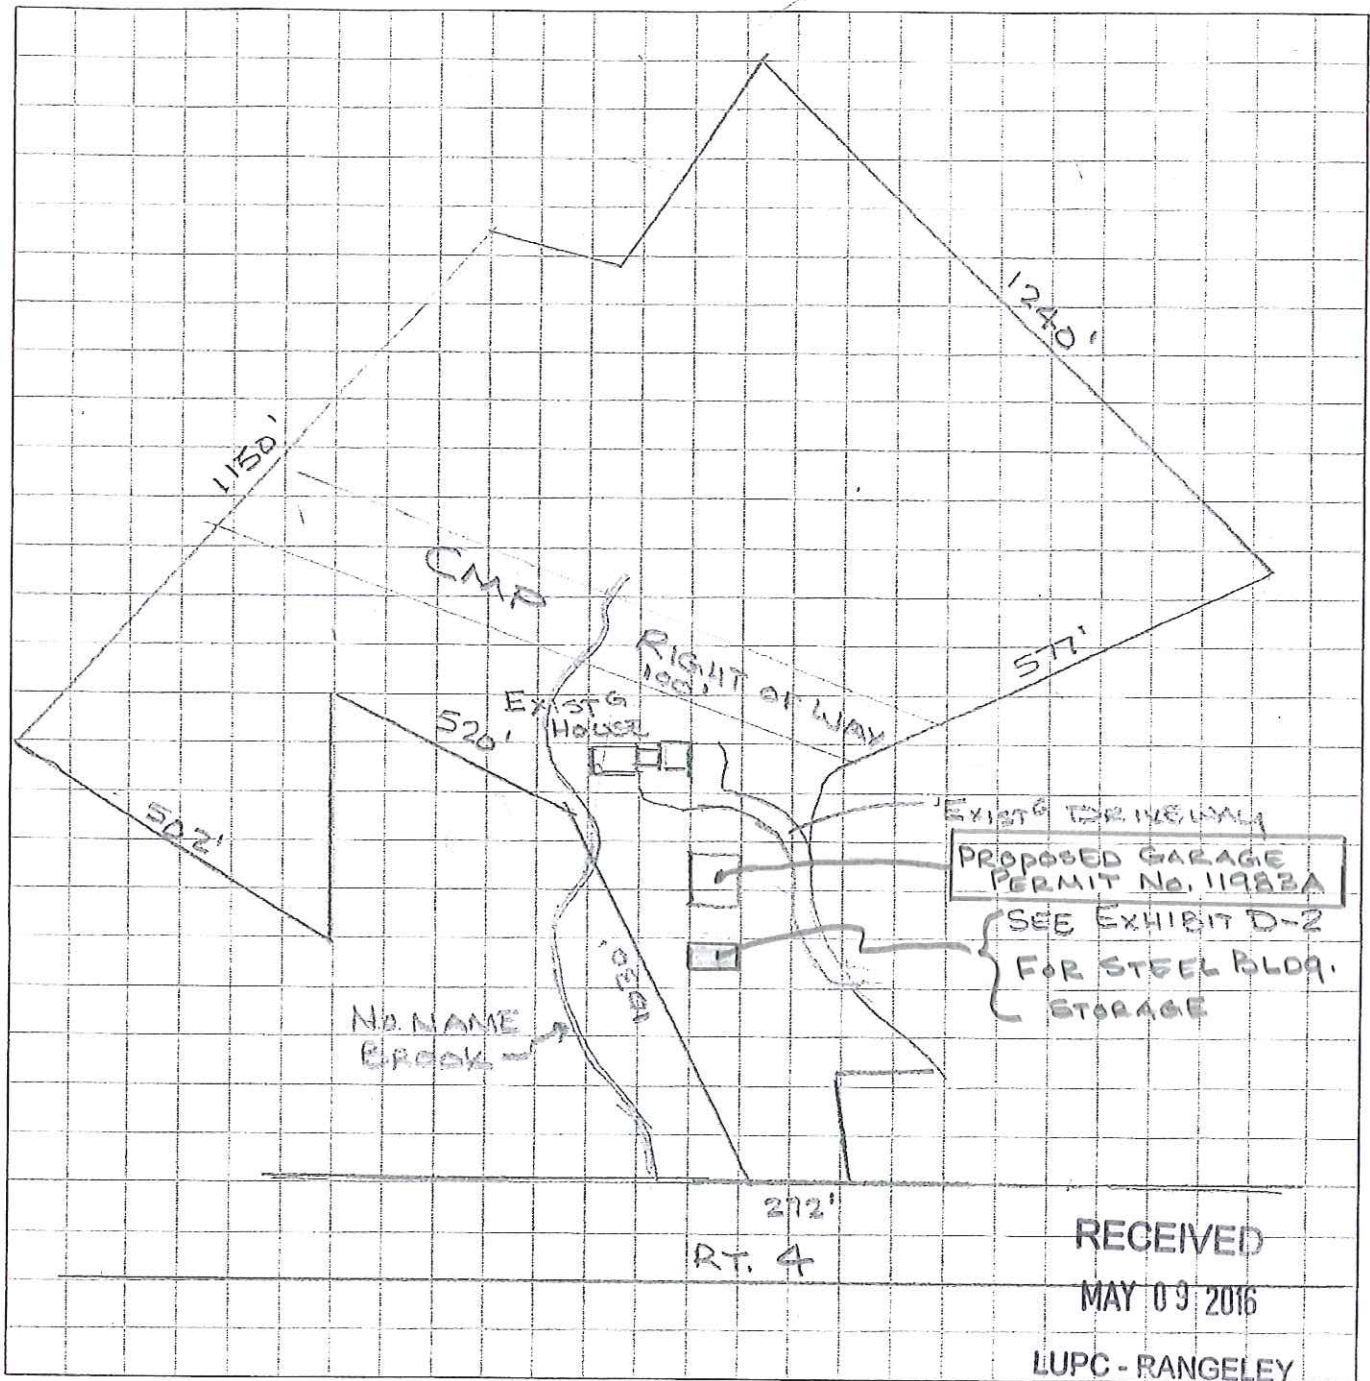 1240'
1150'
CMP
RIGHT OF WAY
100'
577'
EXIST G
HOUSE
520'
502'
EXIST G DRIVEWAY
PROPOSED GARAGE
PERMIT No. 11983A
SEE EXHIBIT D-2
FOR STEEL BLDG.
STORAGE
No NAME
BROOK
272'
RT. 4
RECEIVED
MAY 09 2016
LUPC - RANGELEY